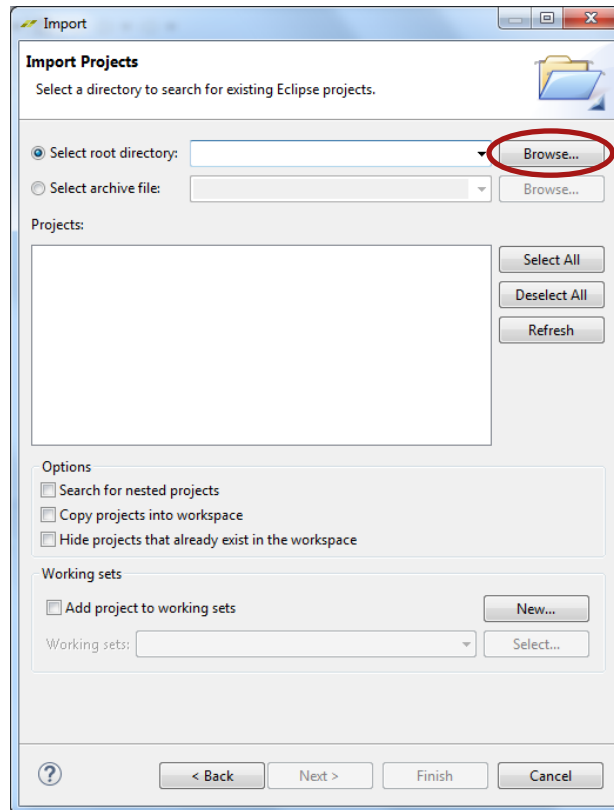 Import
Import Projects
Select a directory to search for existing Eclipse projects.
Select root directory: Browse...
Select archive file: Browse...
Projects:
Select All
Deselect All
Refresh
Options
Search for nested projects
Copy projects into workspace
Hide projects that already exist in the workspace
Working sets
Add project to working sets New...
Working sets: Select...
? < Back Next > Finish Cancel